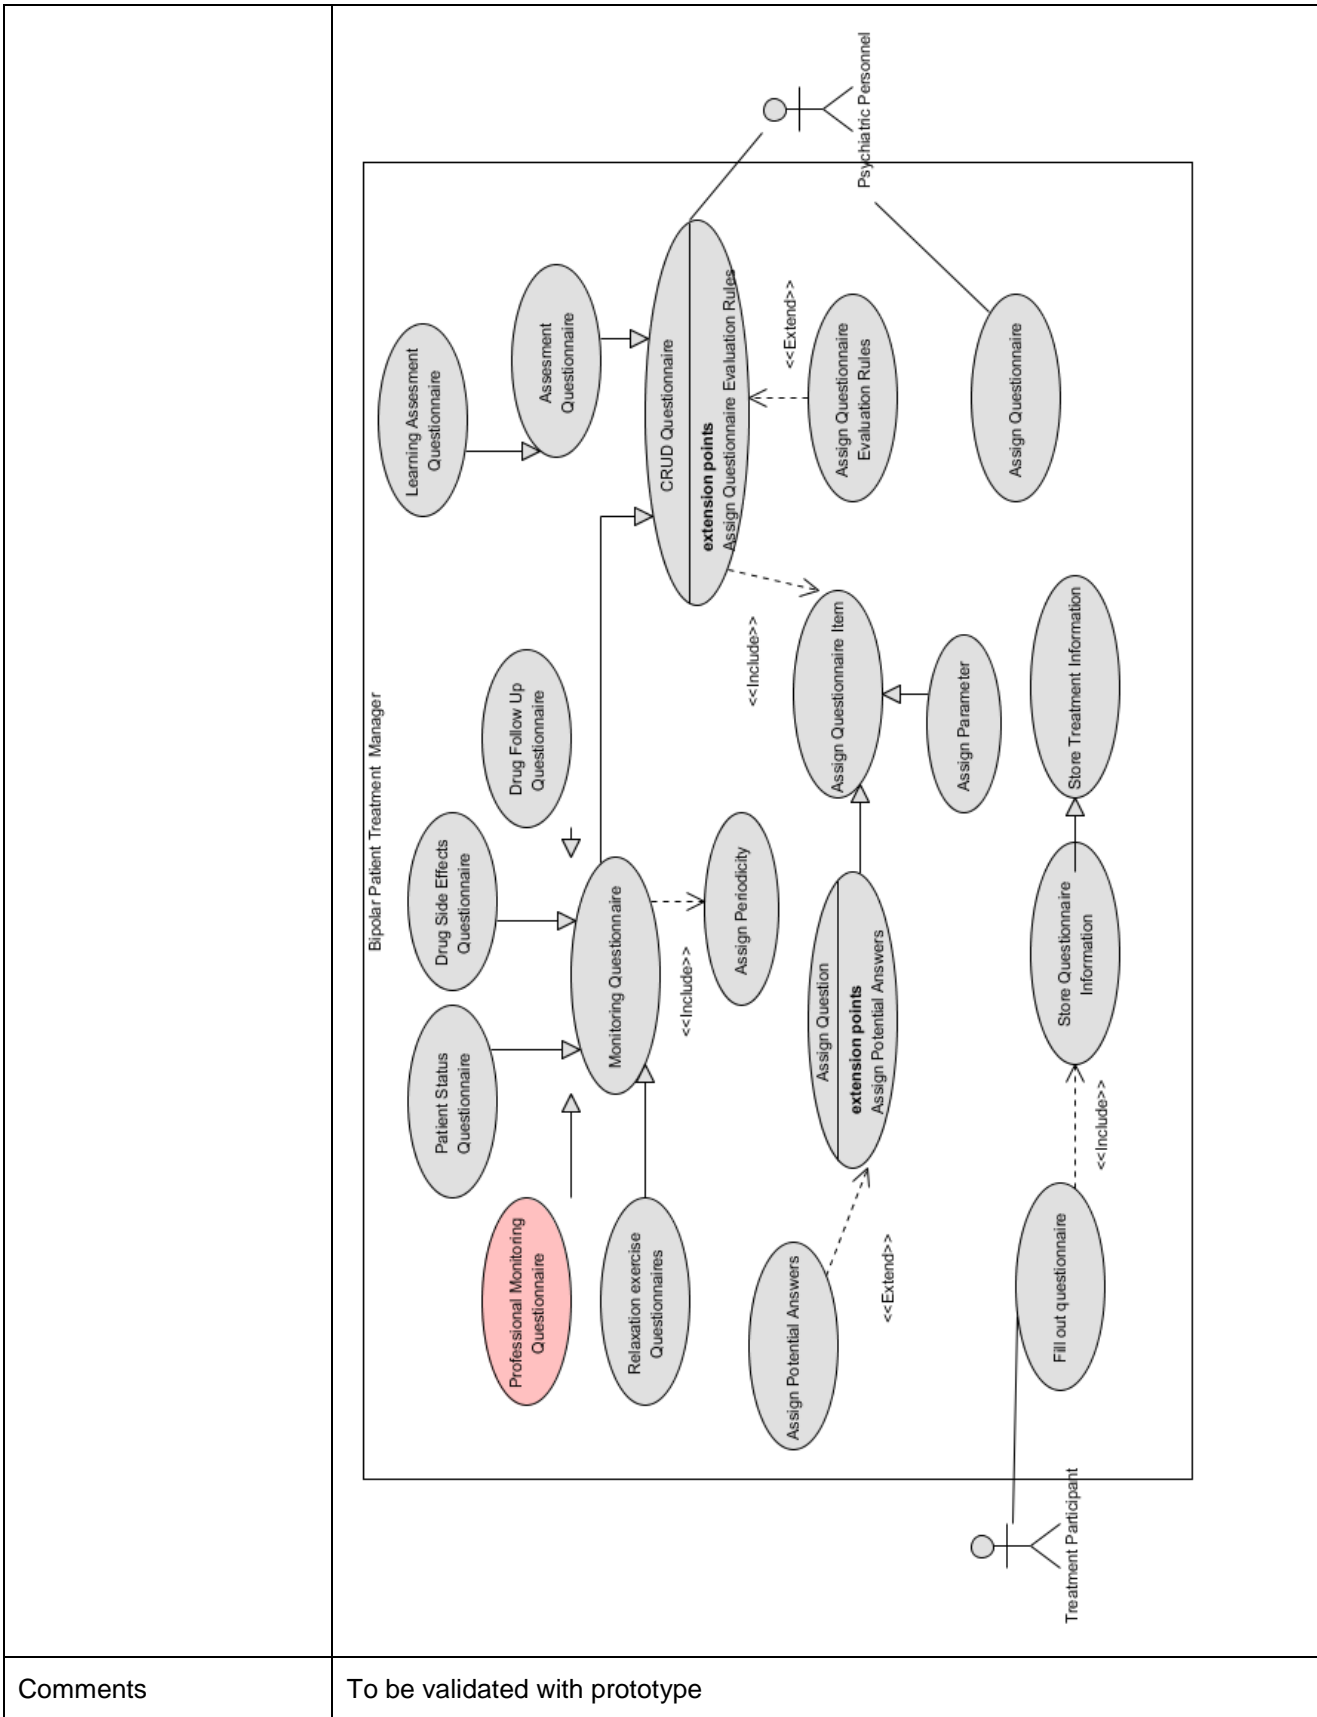 Bipolar Patient Treatment Manager
Patient Status
Questionnaire
Drug Side Effects
Questionnaire
Learning Assesment
Questionnaire
Professional Monitoring
Questionnaire
Drug Follow Up
Questionnaire
Assesment
Questionnaire
Relaxation exercise
Questionnaires
Monitoring Questionnaire
CRUD Questionnaire
extension points
Assign Questionnaire Evaluation Rules
<<Include>>
Assign Periodicity
<<Include>>
<<Extend>>
Psychiatric Personnel
Assign Potential Answers
Assign Question
extension points
Assign Potential Answers
Assign Questionnaire Item
Assign Questionnaire
Evaluation Rules
<<Extend>>
Assign Parameter
Assign Questionnaire
Treatment Participant
Fill out questionnaire
<<Include>>
Store Questionnaire
Information
Store Treatment Information
Comments
To be validated with prototype